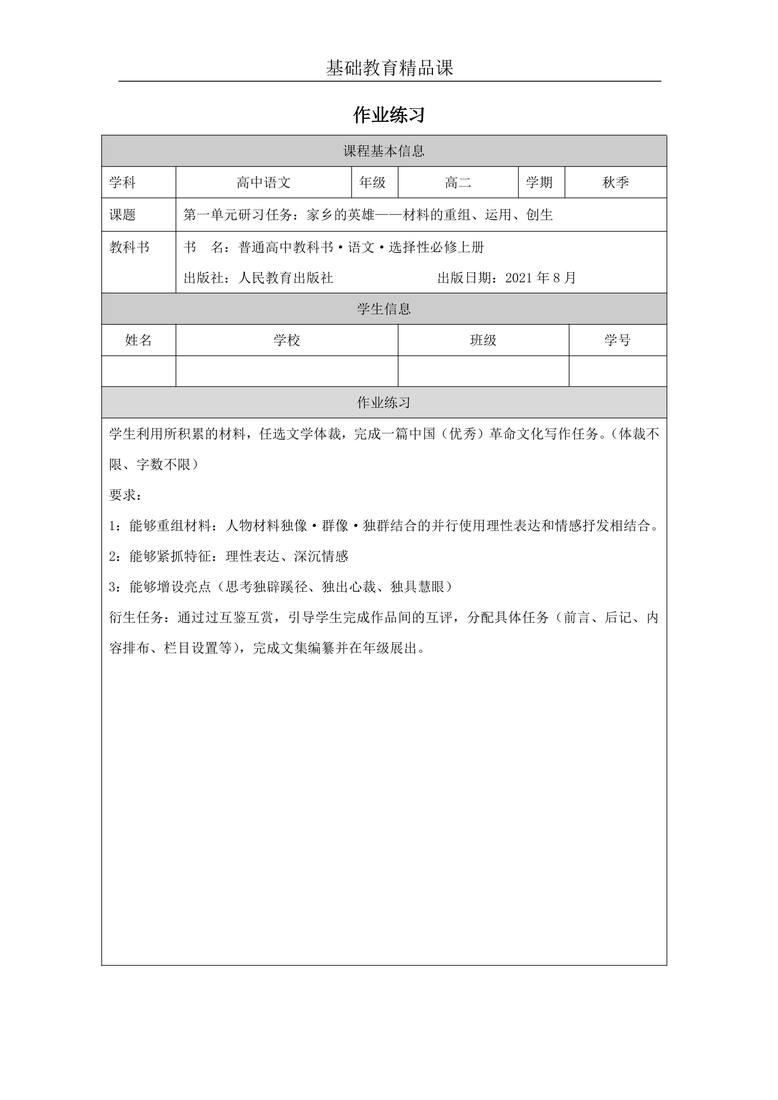 基础教育精品课
作业练习
课程基本信息
学科 高中语文 年级 高二 学期 秋季
课题 第一单元研习任务：家乡的英雄——材料的重组、运用、创生
教科书 书 名：普通高中教科书·语文·选择性必修上册
出版社：人民教育出版社 出版日期：2021 年 8 月
学生信息
姓名 学校 班级 学号
作业练习
学生利用所积累的材料，任选文学体裁，完成一篇中国（优秀）革命文化写作任务。（体裁不
限、字数不限）
要求：
1：能够重组材料：人物材料独像·群像·独群结合的并行使用理性表达和情感抒发相结合。
2：能够紧抓特征：理性表达、深沉情感
3：能够增设亮点（思考独辟蹊径、独出心裁、独具慧眼）
衍生任务：通过过互鉴互赏，引导学生完成作品间的互评，分配具体任务（前言、后记、内
容排布、栏目设置等），完成文集编纂并在年级展出。